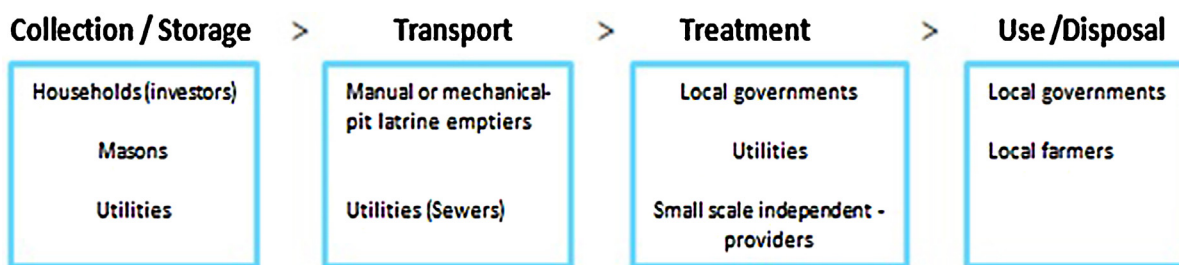 Collection / Storage > Transport > Treatment > Use /Disposal
Households (investors)
Masons
Utilities
Manual or mechanical-
pit latrine emptiers
Utilities (Sewers)
Local governments
Utilities
Small scale independent -
providers
Local governments
Local farmers